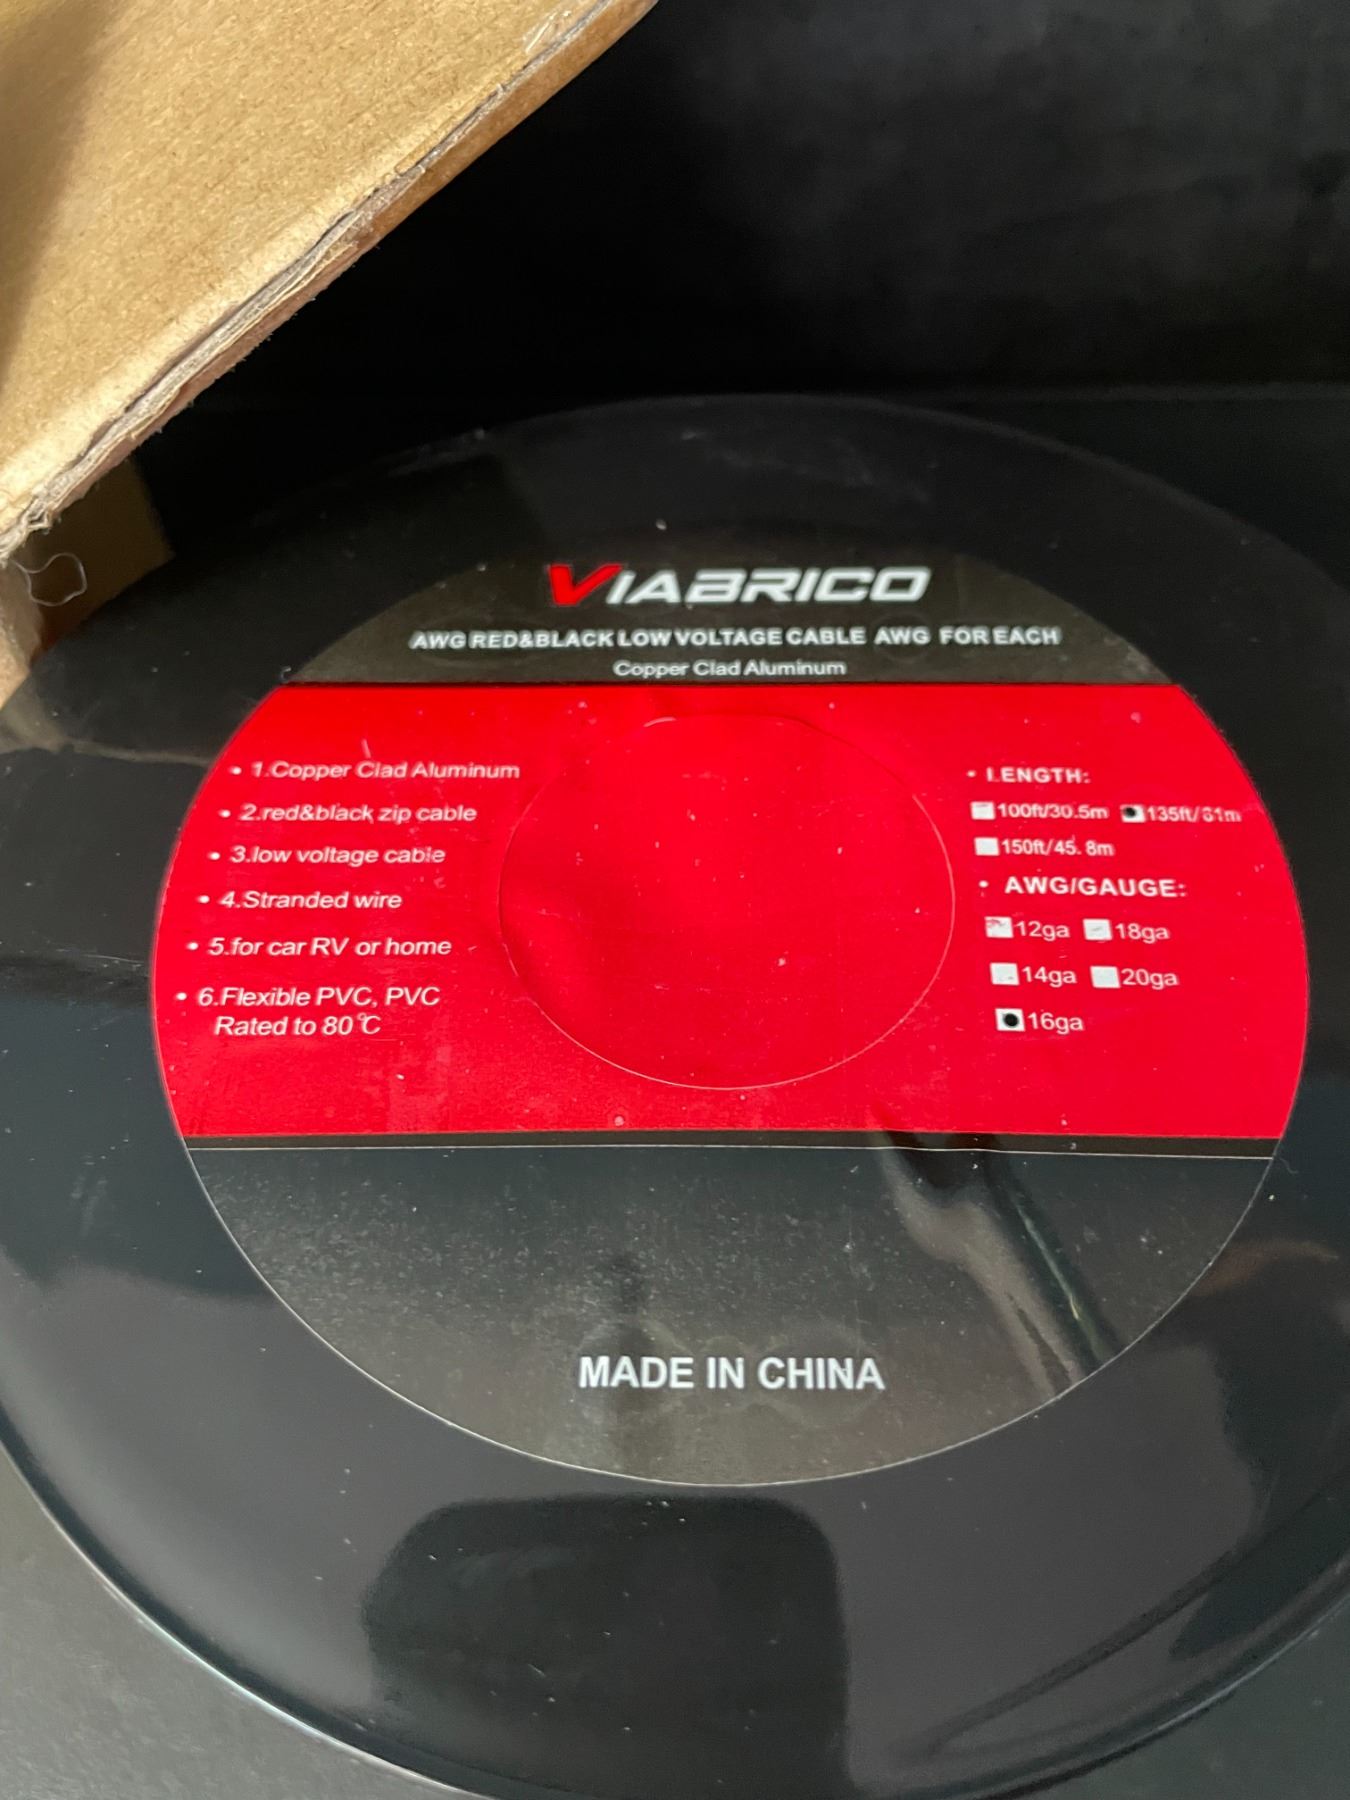 VIABRICO
AWG RED&BLACK LOW VOLTAGE CABLE AWG FOR EACH
Copper Clad Aluminum
• 1.Copper Clad Aluminum
• 2.red&black zip cable
• 3.low voltage cable
• 4.Stranded wire
• 5.for car RV or home
• 6.Flexible PVC, PVC
Rated to 80℃
• LENGTH:
100ft/30.5m 135ft/61m
150ft/45.8m
• AWG/GAUGE:
12ga 18ga
14ga 20ga
16ga
MADE IN CHINA